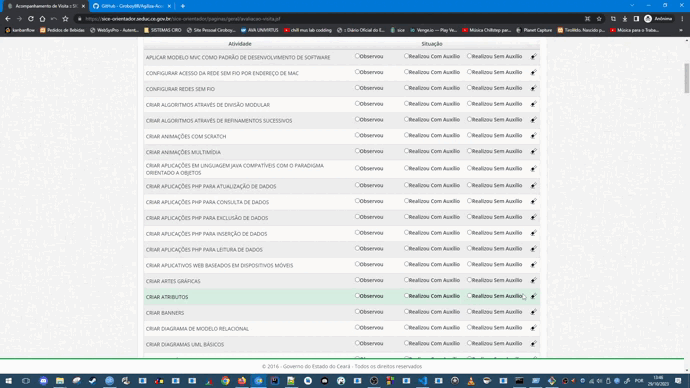 Acompanhamento de Visita :: S
GitHub - Cindosy88/Agiliza-Aco
https://sice-orientador.seduc.ce.gov.br/sice-orientador/paginas/geral/avaliacao-visita.jsf
Anônima
kanbanflow
Pedidos de Bebidas
WebSysPro - Autent...
SISTEMAS CIRO
Site Pessoal Cirobuy...
AVA UNIVIRTUS
chill mus lab codding
:: Diário Oficial do E...
sice
Música Chillstep par...
Planet Capture
Tirotildo: Nascido p...
Música para o Traba...
Atividade Situação
APLICAR MODELO MVC COMO PADRÃO DE DESENVOLVIMENTO DE SOFTWARE Observou Realizou Com Auxílio Realizou Sem Auxílio
CONFIGURAR ACESSO DA REDE SEM FIO POR ENDEREÇO DE MAC Observou Realizou Com Auxílio Realizou Sem Auxílio
CONFIGURAR REDES SEM FIO Observou Realizou Com Auxílio Realizou Sem Auxílio
CRIAR ALGORITMOS ATRAVÉS DE DIVISÃO MODULAR Observou Realizou Com Auxílio Realizou Sem Auxílio
CRIAR ALGORITMOS ATRAVÉS DE REFINAMENTOS SUCESSIVOS Observou Realizou Com Auxílio Realizou Sem Auxílio
CRIAR ANIMAÇÕES COM SCRATCH Observou Realizou Com Auxílio Realizou Sem Auxílio
CRIAR ANIMAÇÕES MULTIMÍDIA Observou Realizou Com Auxílio Realizou Sem Auxílio
CRIAR APLICAÇÕES EM LINGUAGEM JAVA COMPATÍVEIS COM O PARADIGMA
ORIENTADO A OBJETOS Observou Realizou Com Auxílio Realizou Sem Auxílio
CRIAR APLICAÇÕES PHP PARA ATUALIZAÇÃO DE DADOS Observou Realizou Com Auxílio Realizou Sem Auxílio
CRIAR APLICAÇÕES PHP PARA CONSULTA DE DADOS Observou Realizou Com Auxílio Realizou Sem Auxílio
CRIAR APLICAÇÕES PHP PARA EXCLUSÃO DE DADOS Observou Realizou Com Auxílio Realizou Sem Auxílio
CRIAR APLICAÇÕES PHP PARA INSERÇÃO DE DADOS Observou Realizou Com Auxílio Realizou Sem Auxílio
CRIAR APLICAÇÕES PHP PARA LEITURA DE DADOS Observou Realizou Com Auxílio Realizou Sem Auxílio
CRIAR APLICATIVOS WEB BASEADOS EM DISPOSITIVOS MOVEIS Observou Realizou Com Auxílio Realizou Sem Auxílio
CRIAR ARTES GRÁFICAS Observou Realizou Com Auxílio Realizou Sem Auxílio
CRIAR ATRIBUTOS Observou Realizou Com Auxílio Realizou Sem Auxílio
CRIAR BANNERS Observou Realizou Com Auxílio Realizou Sem Auxílio
CRIAR DIAGRAMA DE MODELO RELACIONAL Observou Realizou Com Auxílio Realizou Sem Auxílio
CRIAR DIAGRAMAS UML BÁSICOS Observou Realizou Com Auxílio Realizou Sem Auxílio
© 2016 - Governo do Estado do Ceará - Todos os direitos reservados
POR
13:46
26/10/2023